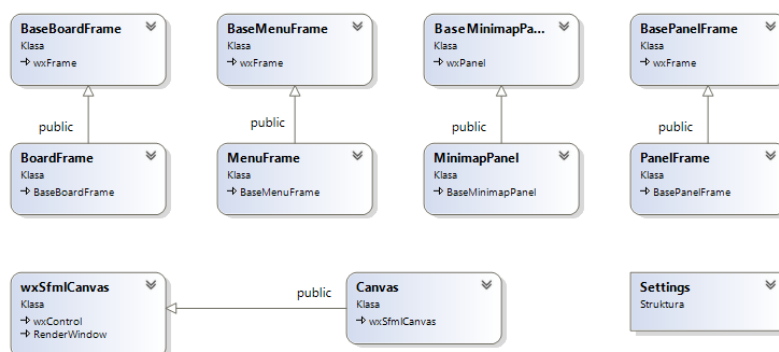 BaseBoardFrame
Klasa
wxFrame
BaseMenuFrame
Klasa
wxFrame
BaseMinimapPa...
Klasa
wxPanel
BasePanelFrame
Klasa
wxFrame
public
public
public
public
BoardFrame
Klasa
BaseBoardFrame
MenuFrame
Klasa
BaseMenuFrame
MinimapPanel
Klasa
BaseMinimapPanel
PanelFrame
Klasa
BasePanelFrame
wxSfmlCanvas
Klasa
wxControl
RenderWindow
public
Canvas
Klasa
wxSfmlCanvas
Settings
Struktura